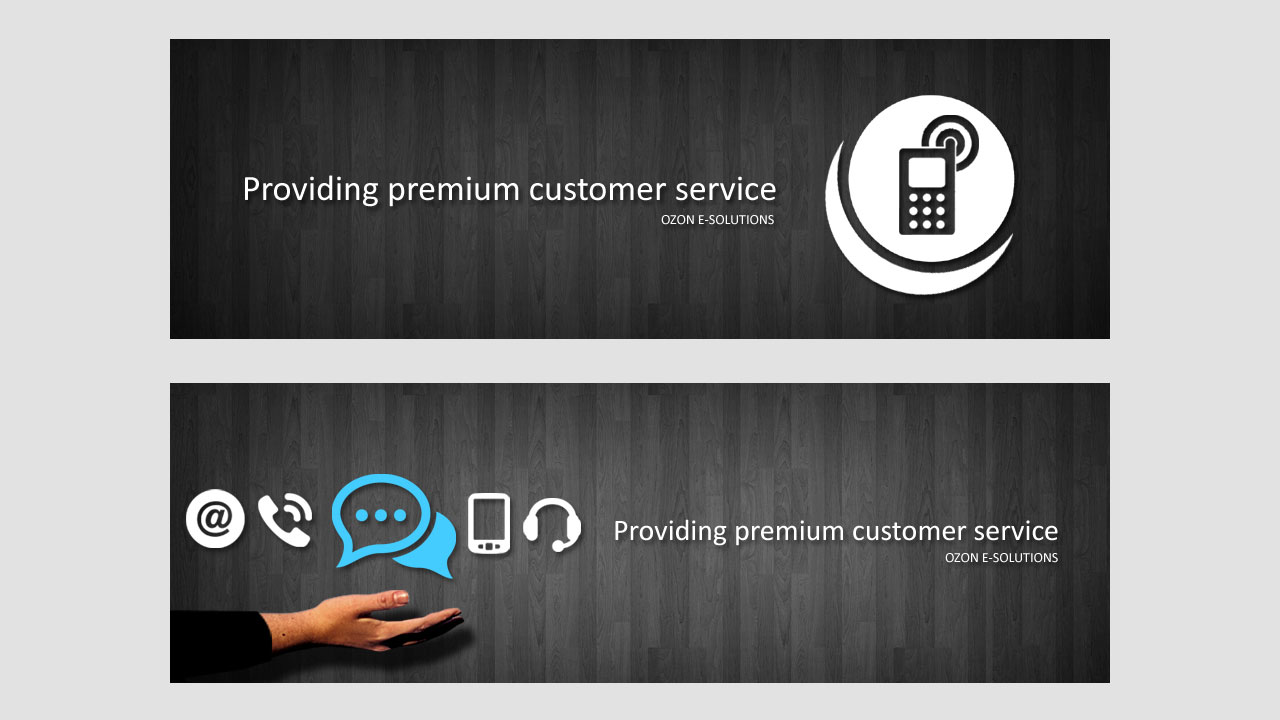 Providing premium customer service
OZON E-SOLUTIONS
@
Providing premium customer service
OZON E-SOLUTIONS